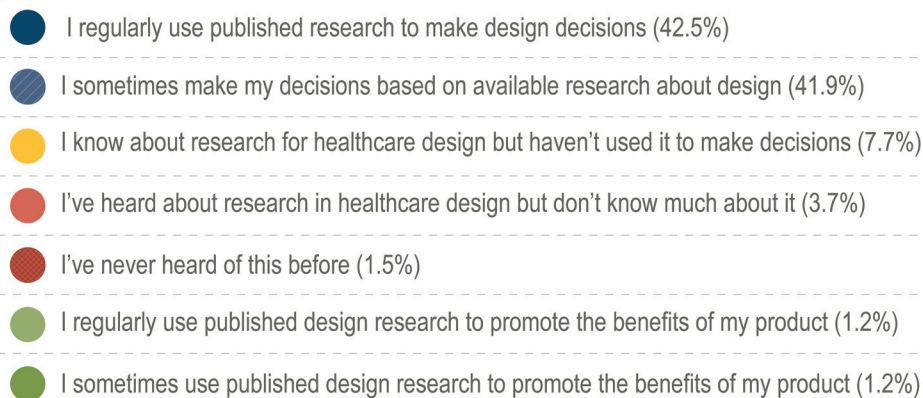 I regularly use published research to make design decisions (42.5%)
I sometimes make my decisions based on available research about design (41.9%)
I know about research for healthcare design but haven’t used it to make decisions (7.7%)
I’ve heard about research in healthcare design but don’t know much about it (3.7%)
I’ve never heard of this before (1.5%)
I regularly use published design research to promote the benefits of my product (1.2%)
I sometimes use published design research to promote the benefits of my product (1.2%)